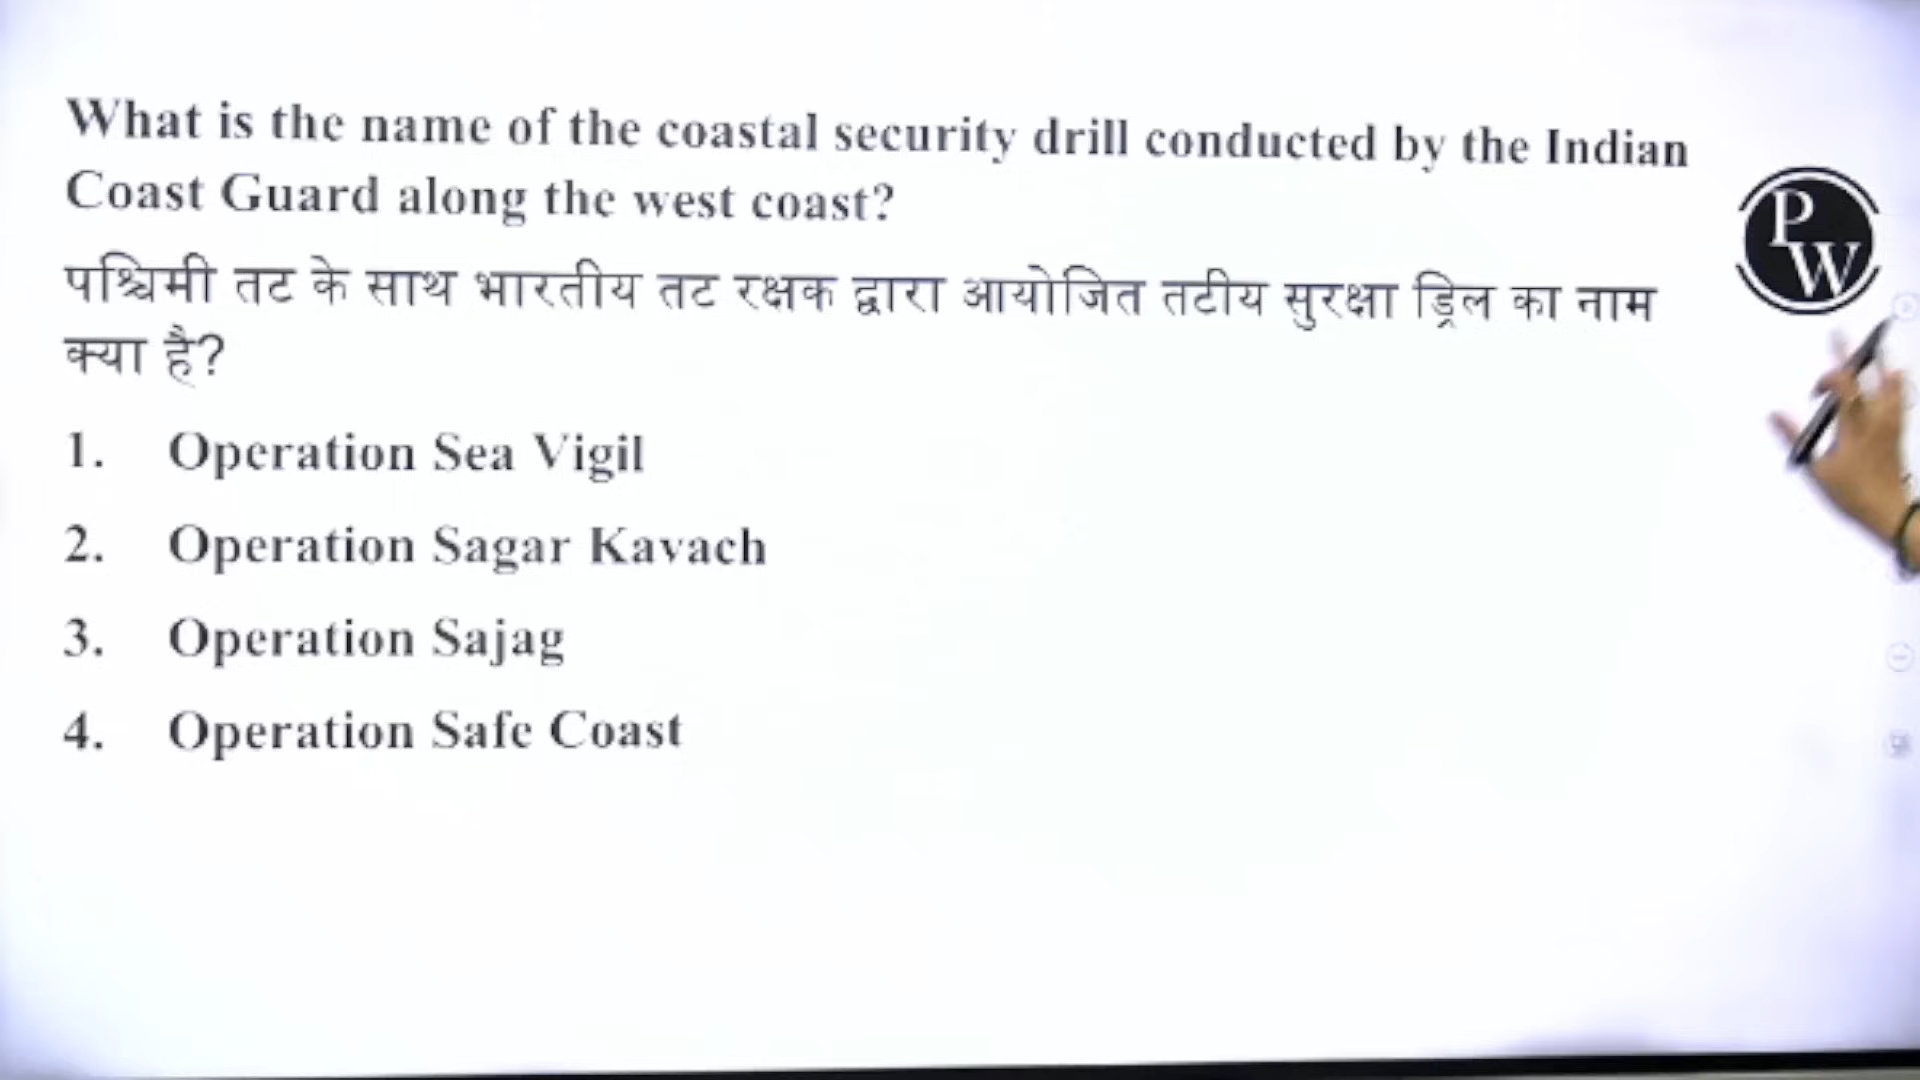 What is the name of the coastal security drill conducted by the Indian
Coast Guard along the west coast?
पश्चिमी तट के साथ भारतीय तट रक्षक द्वारा आयोजित तटीय सुरक्षा ड्रिल का नाम
क्या है?
1. Operation Sea Vigil
2. Operation Sagar Kavach
3. Operation Sajag
4. Operation Safe Coast
PW